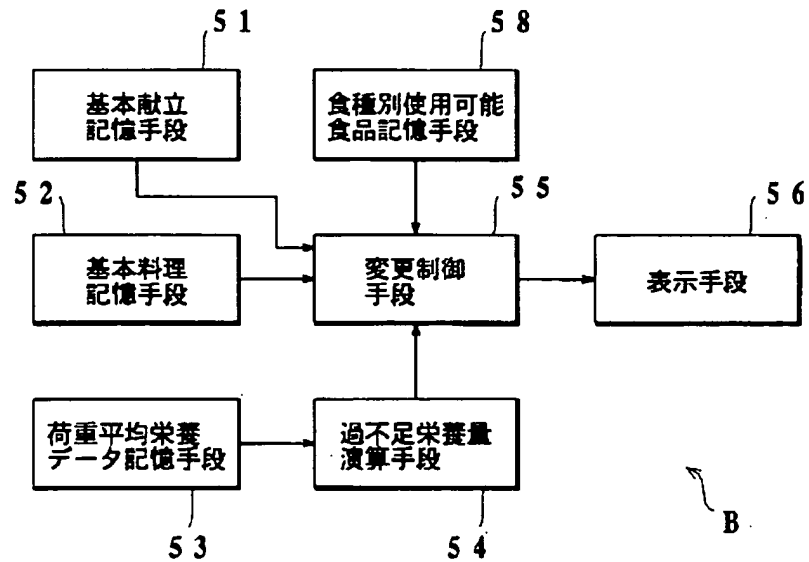 51
58
基本献立
記憶手段
食種別使用可能
食品記憶手段
52
55
56
基本料理
記憶手段
変更制御
手段
表示手段
荷重平均栄養
データ記憶手段
過不足栄養量
演算手段
53
54
B